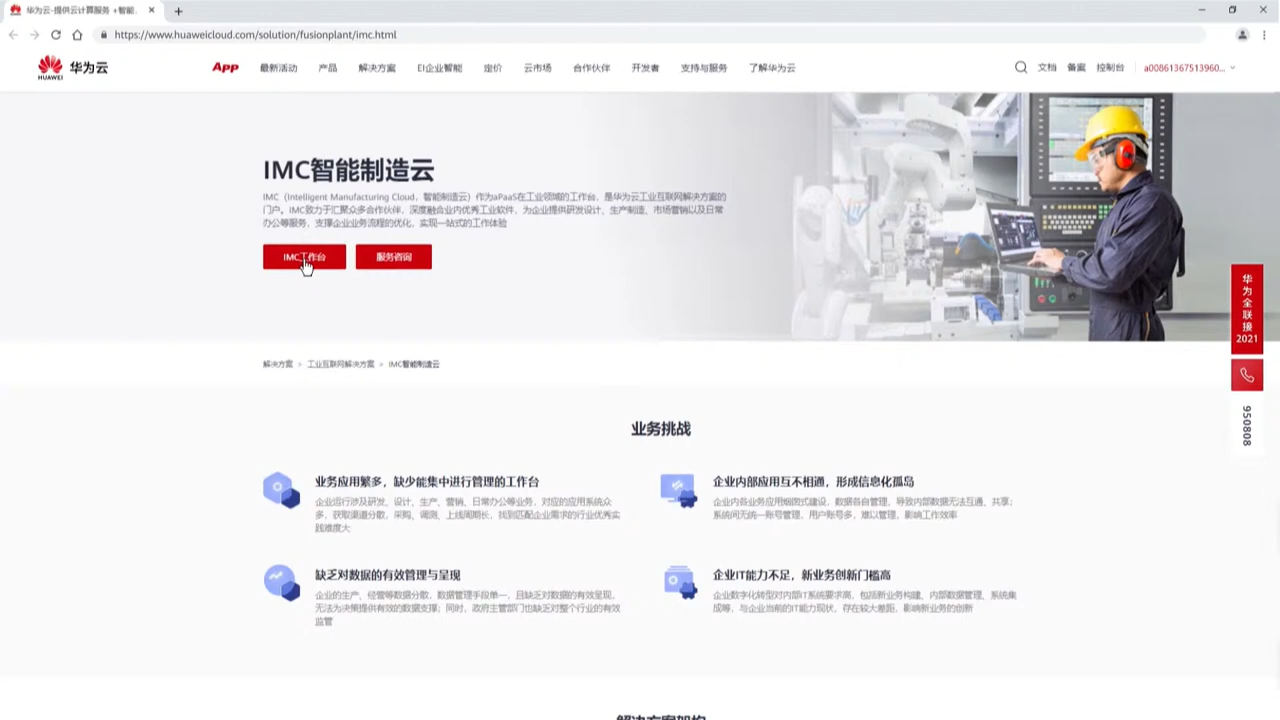 华为云-提供云计算服务 +智能.
https://www.huaweicloud.com/solution/fusionplant/imc.html
HUAWEI
华为云
App
最新活动
产品
解决方案
EI企业智能
定价
云市场
合作伙伴
开发者
支持与服务
了解华为云
文档
备案
控制台
a00861367513960...
IMC智能制造云
IMC（Intelligent Manufacturing Cloud，智能制造云）作为aPaaS在工业领域的工作台，是华为云工业互联网解决方案的
门户。IMC致力于汇聚众多合作伙伴，深度融合业内优秀工业软件，为企业提供研发设计、生产制造、市场营销以及日常
办公等服务，支撑企业业务流程的优化，实现一站式的工作体验
IMC工作台
服务咨询
华为全联接
2021
950808
解决方案 > 工业互联网解决方案 > IMC智能制造云
业务挑战
业务应用繁多，缺少能集中进行管理的工作台
企业运行涉及研发、设计、生产、营销、日常办公等业务，对应的应用系统众
多，获取渠道分散，采购、调测、上线周期长，找到匹配企业需求的行业优秀实
践难度大
企业内部应用互不相通，形成信息化孤岛
企业内各业务应用烟囱式建设，数据各自管理，导致内部数据无法互通、共享；
系统间无统一账号管理，用户账号多，难以管理，影响工作效率
缺乏对数据的有效管理与呈现
企业的生产、经营等数据分散，数据管理手段单一，且缺乏对数据的有效呈现，
无法为决策提供有效的数据支撑；同时，政府主管部门也缺乏对整个行业的有效
监管
企业IT能力不足，新业务创新门槛高
企业数字化转型对内部IT系统要求高，包括新业务构建、内部数据管理、系统集
成等，与企业当前的IT能力现状，存在较大差距，影响新业务的创新
解决方案架构